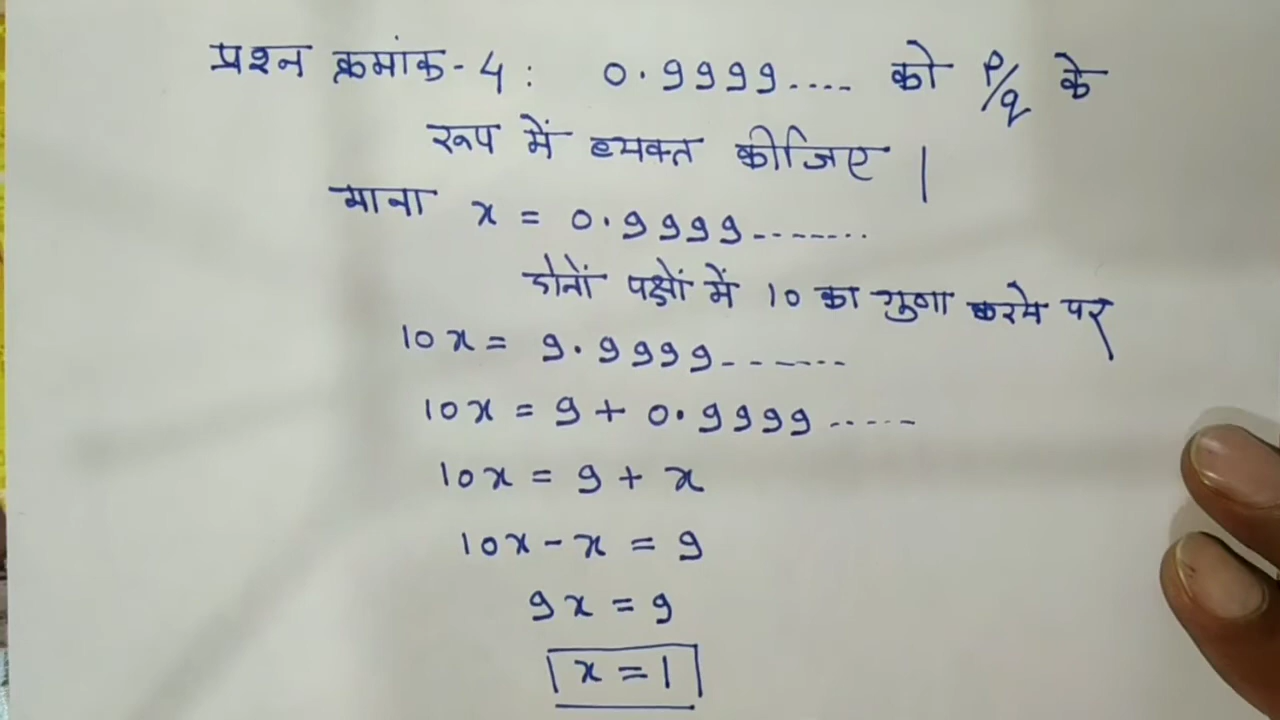 प्रश्न क्रमांक-4: 0.9999.... को P/q के
रूप में व्यक्त कीजिए |
माना x = 0.9999.......
दोनों पक्षों में 10 का गुणा करने पर
10x = 9.9999.......
10x = 9 + 0.9999.....
10x = 9 + x
10x - x = 9
9x = 9
x = 1